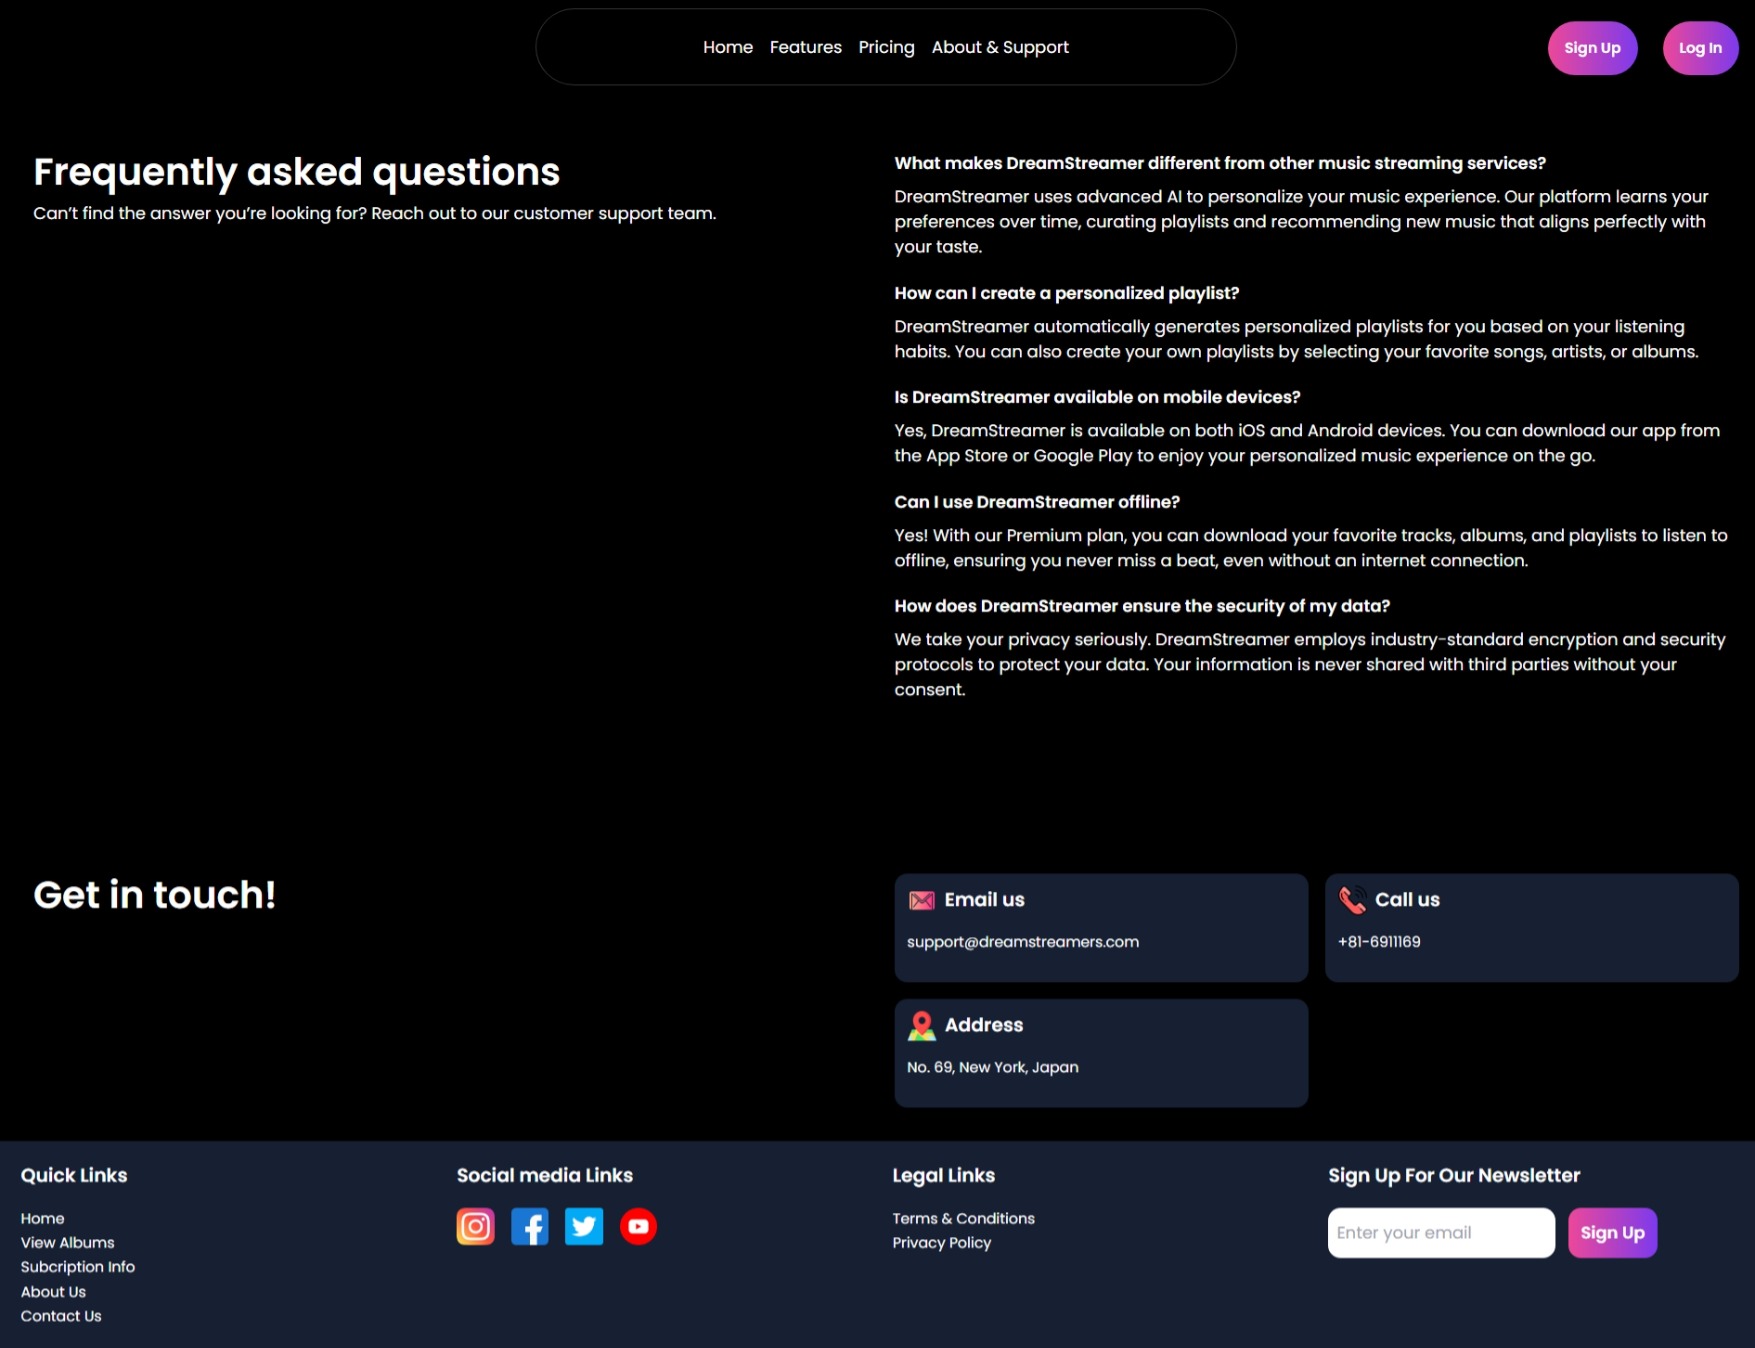 Home Features Pricing About & Support
Sign Up
Log In
Frequently asked questions
Can’t find the answer you’re looking for? Reach out to our customer support team.
What makes DreamStreamer different from other music streaming services?
DreamStreamer uses advanced AI to personalize your music experience. Our platform learns your
preferences over time, curating playlists and recommending new music that aligns perfectly with
your taste.
How can I create a personalized playlist?
DreamStreamer automatically generates personalized playlists for you based on your listening
habits. You can also create your own playlists by selecting your favorite songs, artists, or albums.
Is DreamStreamer available on mobile devices?
Yes, DreamStreamer is available on both iOS and Android devices. You can download our app from
the App Store or Google Play to enjoy your personalized music experience on the go.
Can I use DreamStreamer offline?
Yes! With our Premium plan, you can download your favorite tracks, albums, and playlists to listen to
offline, ensuring you never miss a beat, even without an internet connection.
How does DreamStreamer ensure the security of my data?
We take your privacy seriously. DreamStreamer employs industry-standard encryption and security
protocols to protect your data. Your information is never shared with third parties without your
consent.
Get in touch!
Email us
support@dreamstreamers.com
Call us
+81-6911169
Address
No. 69, New York, Japan
Quick Links
Home
View Albums
Subcription Info
About Us
Contact Us
Social media Links
Legal Links
Terms & Conditions
Privacy Policy
Sign Up For Our Newsletter
Enter your email
Sign Up